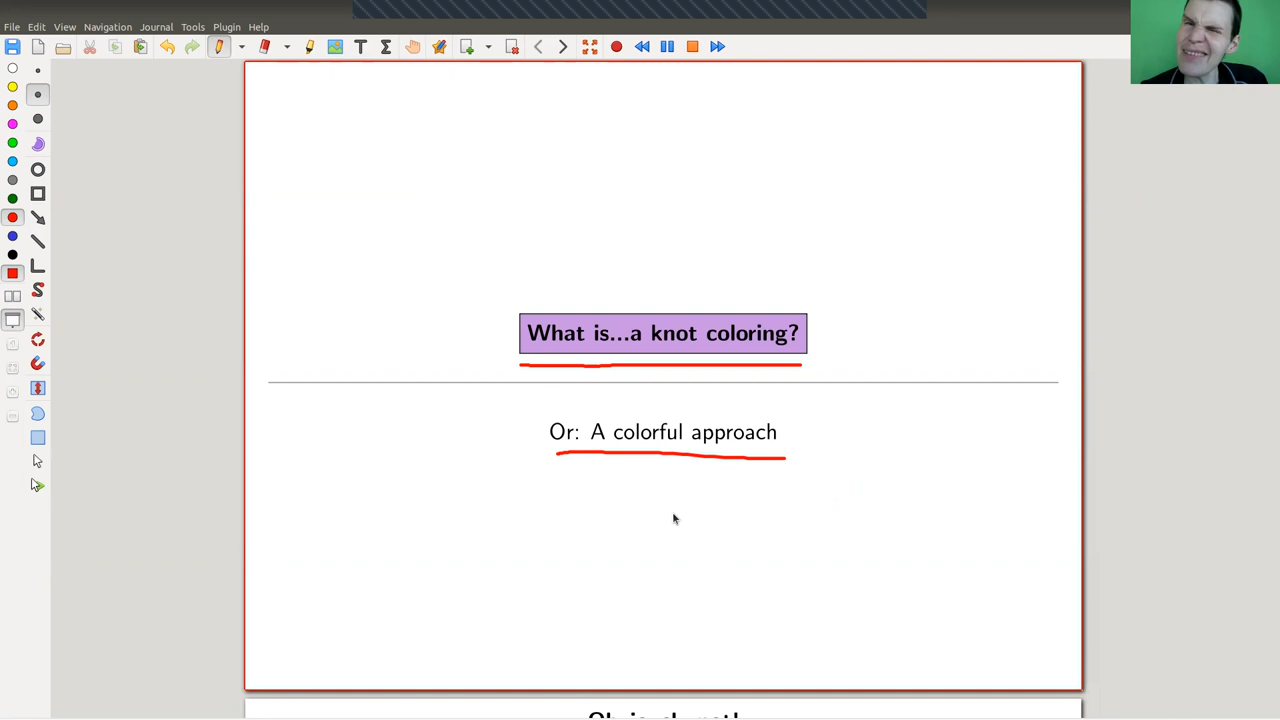 File Edit View Navigation Journal Tools Plugin Help
What is...a knot coloring?
Or: A colorful approach